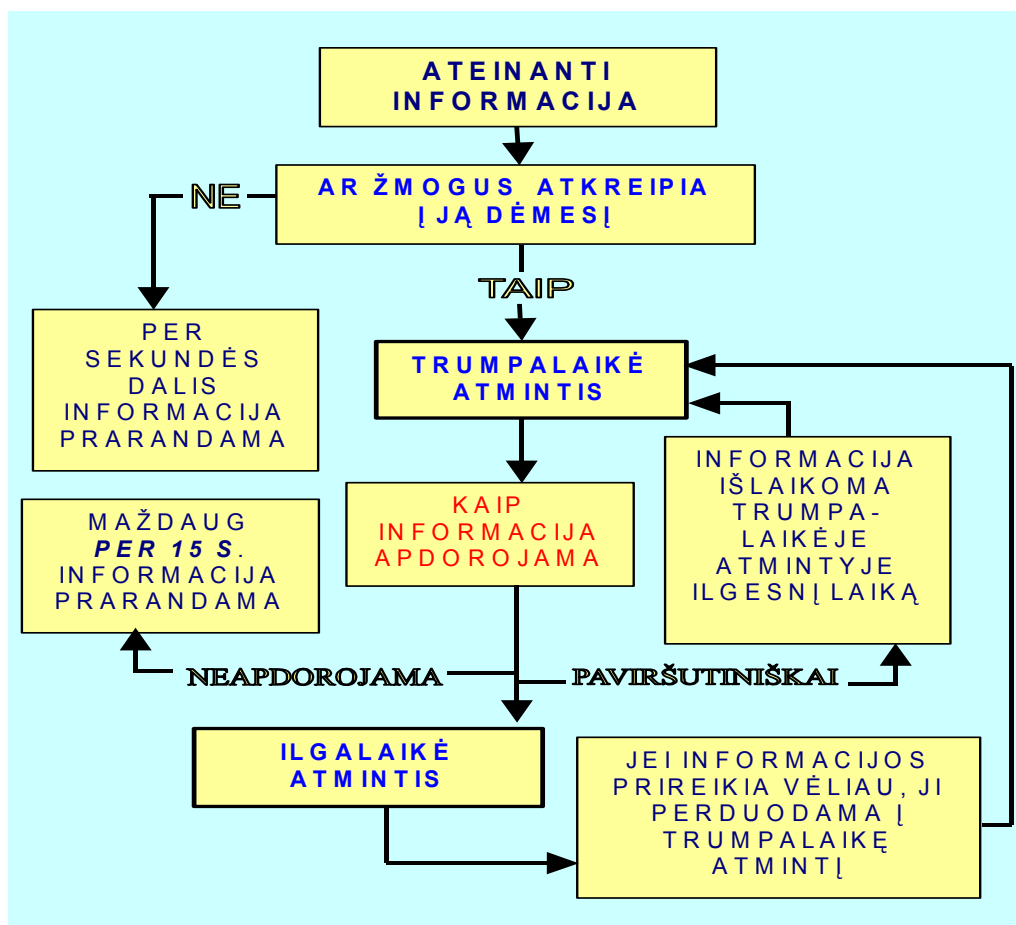 ATEINANTI
INFORMACIJA
AR ŽMOGUS ATKREIPIA
Į JĄ DĖMESĮ
NE
TAIP
PER
SEKUNDĖS
DALIS
INFORMACIJA
PRARANDAMA
TRUMPALAIKĖ
ATMINTIS
KAIP
INFORMACIJA
APDOROJAMA
INFORMACIJA
IŠLAIKOMA
TRUMPA-
LAIKĖJE
ATMINTYJE
ILGESNĮ LAIKĄ
MAŽDAUG
PER 15 S.
INFORMACIJA
PRARANDAMA
NEAPDOROJAMA
PAVIRŠUTINIŠKAI
ILGALAIKĖ
ATMINTIS
JEI INFORMACIJOS
PRIREIKIA VĖLIAU, JI
PERDUODAMA Į
TRUMPALAIKĘ
ATMINTĮ